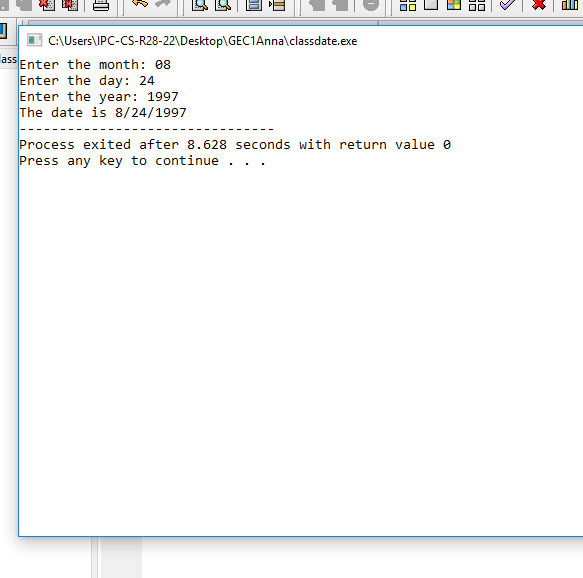 C:\Users\IPC-CS-R28-22\Desktop\GEC1Anna\classdate.exe
lass
Enter the month: 08
Enter the day: 24
Enter the year: 1997
The date is 8/24/1997
--------------------------------
Process exited after 8.628 seconds with return value 0
Press any key to continue . . .